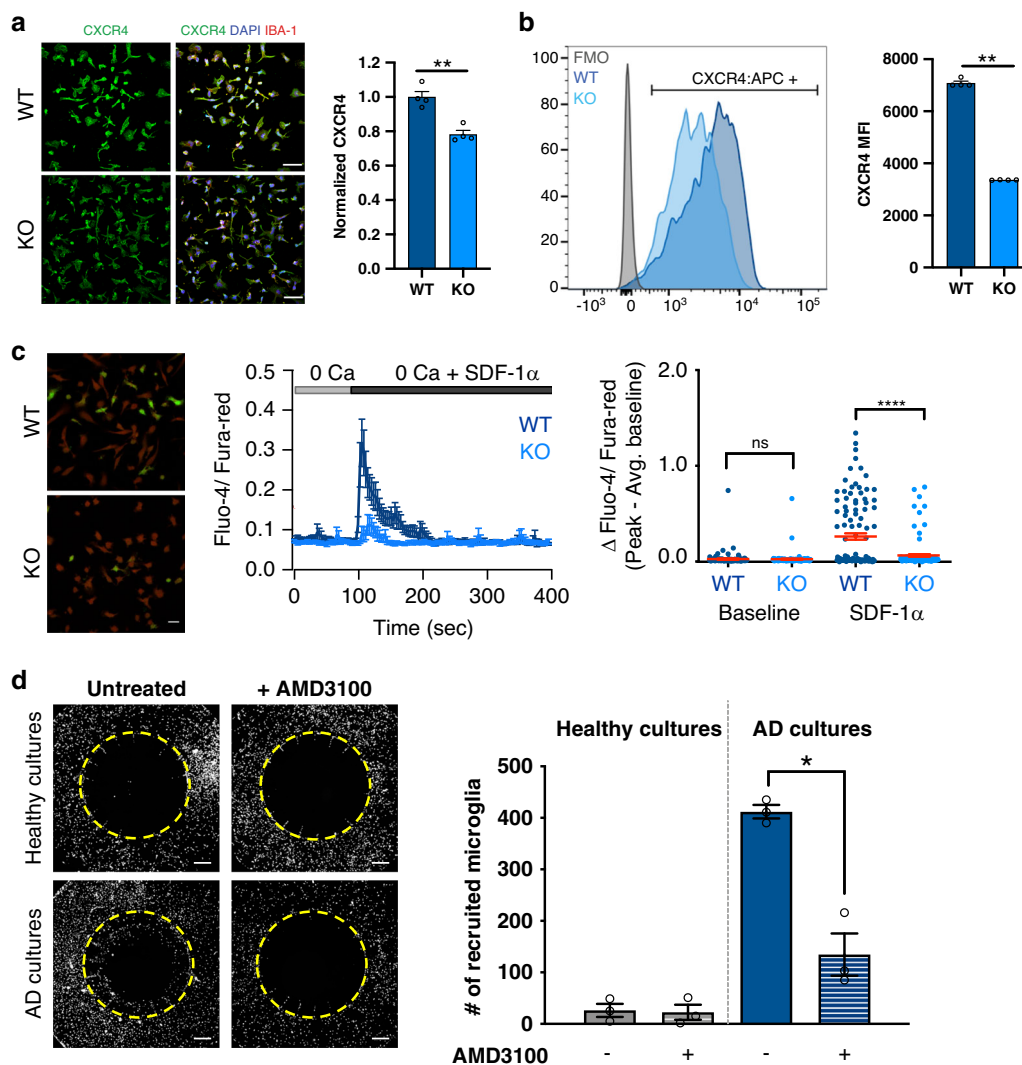 a
CXCR4
CXCR4 DAPI IBA-1
WT
KO
Normalized CXCR4
1.2
1.0
0.8
0.6
0.4
0.2
0.0
**
WT KO
b
FMO
WT
KO
CXCR4:APC +
100
80
60
40
20
0
-10³ 0 10³ 10⁴ 10⁵
CXCR4 MFI
8000
6000
4000
2000
0
**
WT KO
c
WT
KO
Fluo-4/ Fura-red
0.5
0.4
0.3
0.2
0.1
0.0
0 Ca
0 Ca + SDF-1α
WT
KO
0 100 200 300 400
Time (sec)
Δ Fluo-4/ Fura-red
(Peak - Avg. baseline)
2.0
1.0
0.0
ns
****
WT KO WT KO
Baseline SDF-1α
d
Untreated + AMD3100
Healthy cultures
AD cultures
Healthy cultures AD cultures
# of recruited microglia
500
400
300
200
100
0
*
AMD3100 - + - +